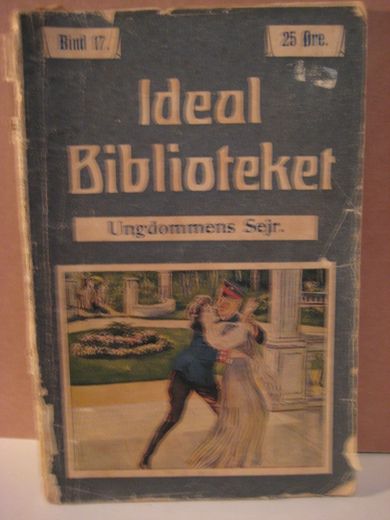 Bind 17.
25 Øre.
Ideal
Biblioteket
Ungdommens Sejr.